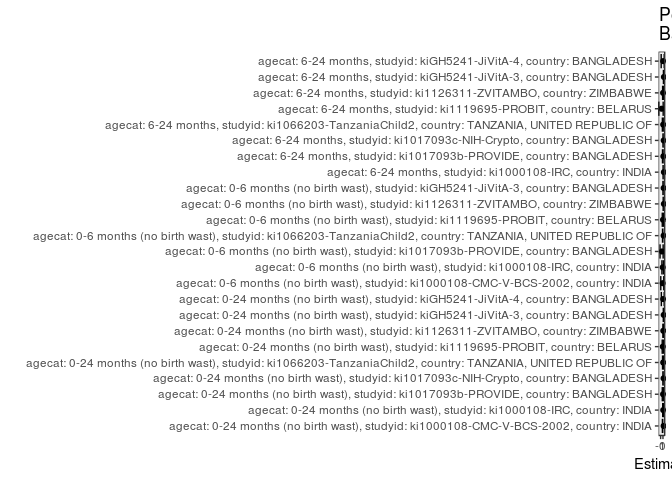 P
B
agecat: 6-24 months, studyid: kiGH5241-JiVitA-4, country: BANGLADESH
agecat: 6-24 months, studyid: kiGH5241-JiVitA-3, country: BANGLADESH
agecat: 6-24 months, studyid: ki1126311-ZVITAMBO, country: ZIMBABWE
agecat: 6-24 months, studyid: ki1119695-PROBIT, country: BELARUS
agecat: 6-24 months, studyid: ki1066203-TanzaniaChild2, country: TANZANIA, UNITED REPUBLIC OF
agecat: 6-24 months, studyid: ki1017093c-NIH-Crypto, country: BANGLADESH
agecat: 6-24 months, studyid: ki1017093b-PROVIDE, country: BANGLADESH
agecat: 6-24 months, studyid: ki1000108-IRC, country: INDIA
agecat: 0-6 months (no birth wast), studyid: kiGH5241-JiVitA-3, country: BANGLADESH
agecat: 0-6 months (no birth wast), studyid: ki1126311-ZVITAMBO, country: ZIMBABWE
agecat: 0-6 months (no birth wast), studyid: ki1119695-PROBIT, country: BELARUS
agecat: 0-6 months (no birth wast), studyid: ki1066203-TanzaniaChild2, country: TANZANIA, UNITED REPUBLIC OF
agecat: 0-6 months (no birth wast), studyid: ki1017093b-PROVIDE, country: BANGLADESH
agecat: 0-6 months (no birth wast), studyid: ki1000108-IRC, country: INDIA
agecat: 0-6 months (no birth wast), studyid: ki1000108-CMC-V-BCS-2002, country: INDIA
agecat: 0-24 months (no birth wast), studyid: kiGH5241-JiVitA-4, country: BANGLADESH
agecat: 0-24 months (no birth wast), studyid: kiGH5241-JiVitA-3, country: BANGLADESH
agecat: 0-24 months (no birth wast), studyid: ki1126311-ZVITAMBO, country: ZIMBABWE
agecat: 0-24 months (no birth wast), studyid: ki1119695-PROBIT, country: BELARUS
agecat: 0-24 months (no birth wast), studyid: ki1066203-TanzaniaChild2, country: TANZANIA, UNITED REPUBLIC OF
agecat: 0-24 months (no birth wast), studyid: ki1017093c-NIH-Crypto, country: BANGLADESH
agecat: 0-24 months (no birth wast), studyid: ki1017093b-PROVIDE, country: BANGLADESH
agecat: 0-24 months (no birth wast), studyid: ki1000108-IRC, country: INDIA
agecat: 0-24 months (no birth wast), studyid: ki1000108-CMC-V-BCS-2002, country: INDIA
Estima